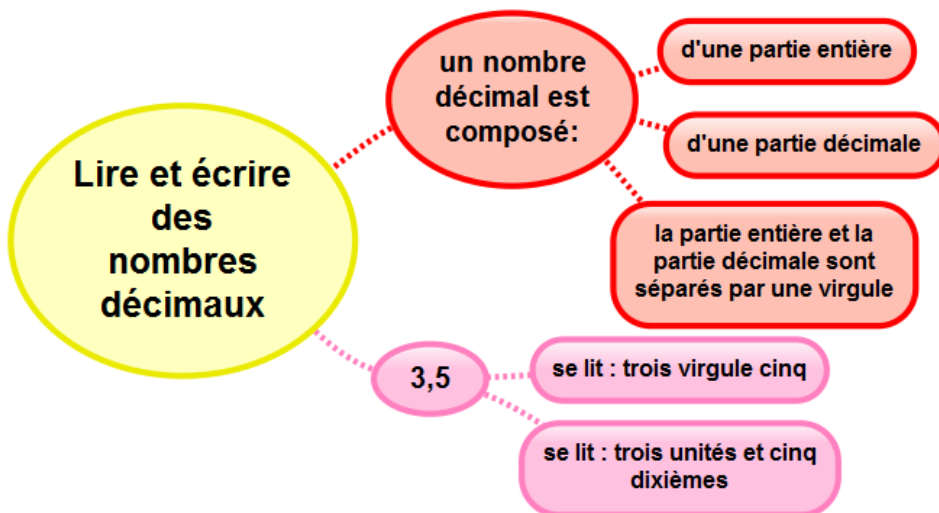 Lire et écrire
des
nombres
décimaux
un nombre
décimal est
composé:
d'une partie entière
d'une partie décimale
la partie entière et la
partie décimale sont
séparés par une virgule
3,5
se lit : trois virgule cinq
se lit : trois unités et cinq
dixièmes